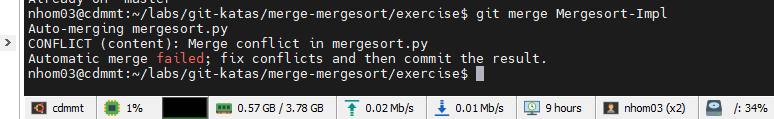 nhom03@cdmmt:~/labs/git-katas/merge-mergesort/exercise$ git merge Mergesort-Impl
Auto-merging mergesort.py
CONFLICT (content): Merge conflict in mergesort.py
Automatic merge failed; fix conflicts and then commit the result.
nhom03@cdmmt:~/labs/git-katas/merge-mergesort/exercise$
cdmmt 1% 0.57 GB / 3.78 GB 0.02 Mb/s 0.01 Mb/s 9 hours nhom03 (x2) /: 34%